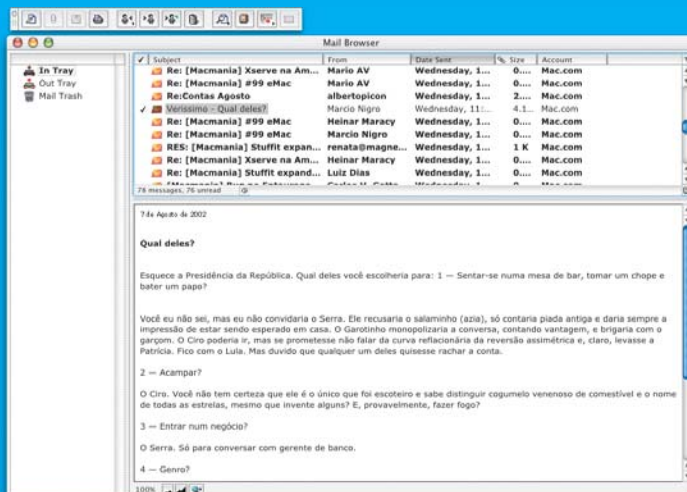 Mail Browser
In Tray
Out Tray
Mail Trash
Subject From Date Sent Size Account
Re: [Macmania] Xserve na Am... Mario AV Wednesday, 1... 0.... Mac.com
Re: [Macmania] #99 eMac Mario AV Wednesday, 1... 0.... Mac.com
Re:Contas Agosto albertopicon Wednesday, 1... 2.... Mac.com
Verissimo - Qual deles? Marcio Nigro Wednesday, 11:... 4.1... Mac.com
Re: [Macmania] #99 eMac Heinar Maracy Wednesday, 1... 0.... Mac.com
Re: [Macmania] #99 eMac Marcio Nigro Wednesday, 1... 0.... Mac.com
RES: [Macmania] Stuffit expan... renata@magne... Wednesday, 1... 1 K Mac.com
Re: [Macmania] Xserve na Am... Heinar Maracy Wednesday, 1... 0.... Mac.com
Re: [Macmania] Stuffit expand... Luiz Dias Wednesday, 1... 0.... Mac.com
78 messages, 76 unread
7 de Agosto de 2002
Qual deles?
Esquece a Presidência da República. Qual deles você escolheria para: 1 — Sentar-se numa mesa de bar, tomar um chope e
bater um papo?
Você eu não sei, mas eu não convidaria o Serra. Ele recusaria o salaminho (azia), só contaria piada antiga e daria sempre a
impressão de estar sendo esperado em casa. O Garotinho monopolizaria a conversa, contando vantagem, e brigaria com o
garçom. O Ciro poderia ir, mas se prometesse não falar da curva reflacionária da reversão assimétrica e, claro, levasse a
Patrícia. Fico com o Lula. Mas duvido que qualquer um deles quisesse rachar a conta.
2 — Acampar?
O Ciro. Você não tem certeza que ele é o único que foi escoteiro e sabe distinguir cogumelo venenoso de comestível e o nome
de todas as estrelas, mesmo que invente alguns? E, provavelmente, fazer fogo?
3 — Entrar num negócio?
O Serra. Só para conversar com gerente de banco.
4 — Genro?
100%